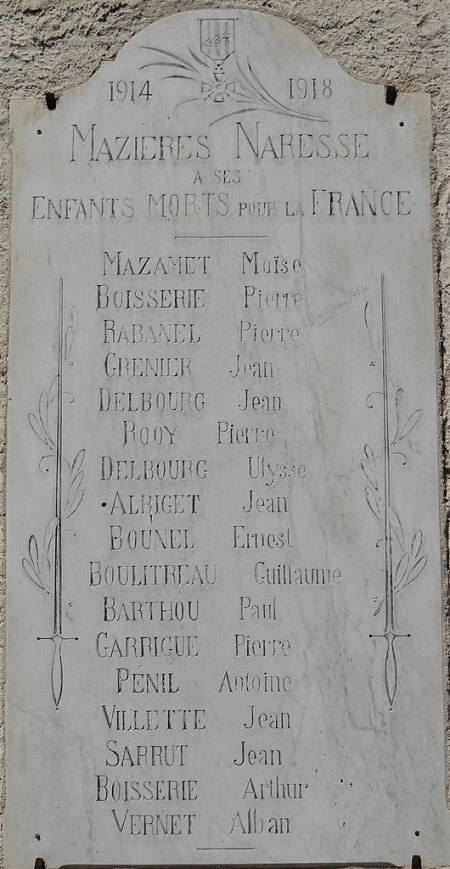 1914 1918
MAZIÈRES NARESSE
A SES
ENFANTS MORTS POUR LA FRANCE
MAZAMET Moïse
BOISSERIE Pierre
RABANEL Pierre
GRENIER Jean
DELBOURG Jean
ROOY Pierre
DELBOURG Ulysse
ALBIGET Jean
BOUNEL Ernest
BOULITREAU Guillaume
BARTHOU Paul
GARRIGUE Pierre
PÉNIL Antoine
VILLETTE Jean
SARRUT Jean
BOISSERIE Arthur
VERNET Alban